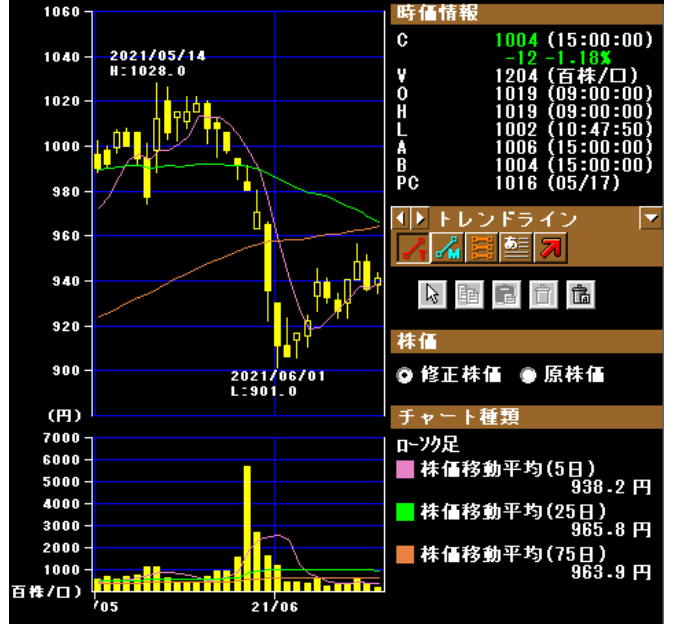 1060
1040
1020
1000
980
960
940
920
900
(円)
2021/05/14
H:1028.0
2021/06/01
L:901.0
7000
6000
5000
4000
3000
2000
1000
百株/口)
/05
21/06
時価情報
C 1004 (15:00:00)
-12 -1.18%
V 1204 (百株/口)
O 1019 (09:00:00)
H 1019 (09:00:00)
L 1002 (10:47:50)
A 1006 (15:00:00)
B 1004 (15:00:00)
PC 1016 (05/17)
トレンドライン
T
M
あ
A
株価
修正株価 原株価
チャート種類
ローソク足
株価移動平均(5日)
938.2 円
株価移動平均(25日)
965.8 円
株価移動平均(75日)
963.9 円